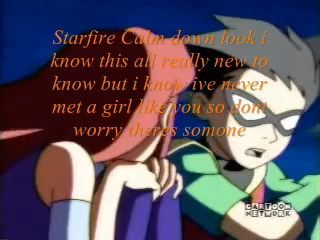 Starfire Calm down look i
know this all really new to
know but i know ive never
met a girl like you so dont
worry theres somone
CARTOON
NETWORK